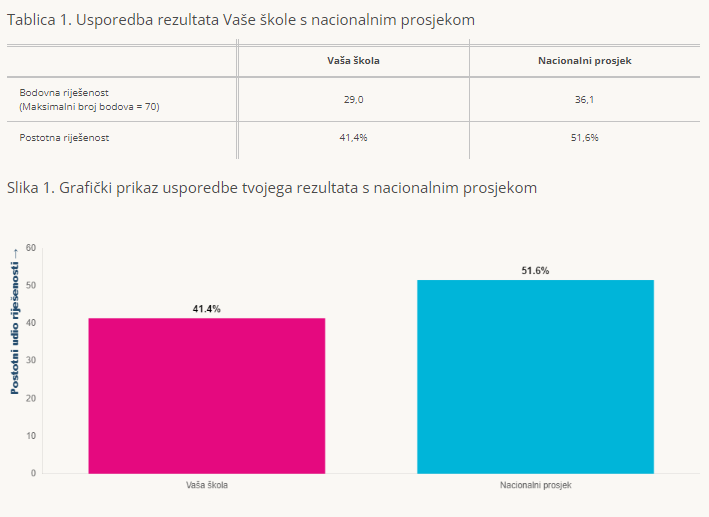 Tablica 1. Usporedba rezultata Vaše škole s nacionalnim prosjekom
Vaša škola Nacionalni prosjek
Bodovna riješenost
(Maksimalni broj bodova = 70) 29,0 36,1
Postotna riješenost 41,4% 51,6%
Slika 1. Grafički prikaz usporedbe tvojega rezultata s nacionalnim prosjekom
Postotni udio riješenosti →
60
50
40
30
20
10
0
41.4%
51.6%
Vaša škola
Nacionalni prosjek